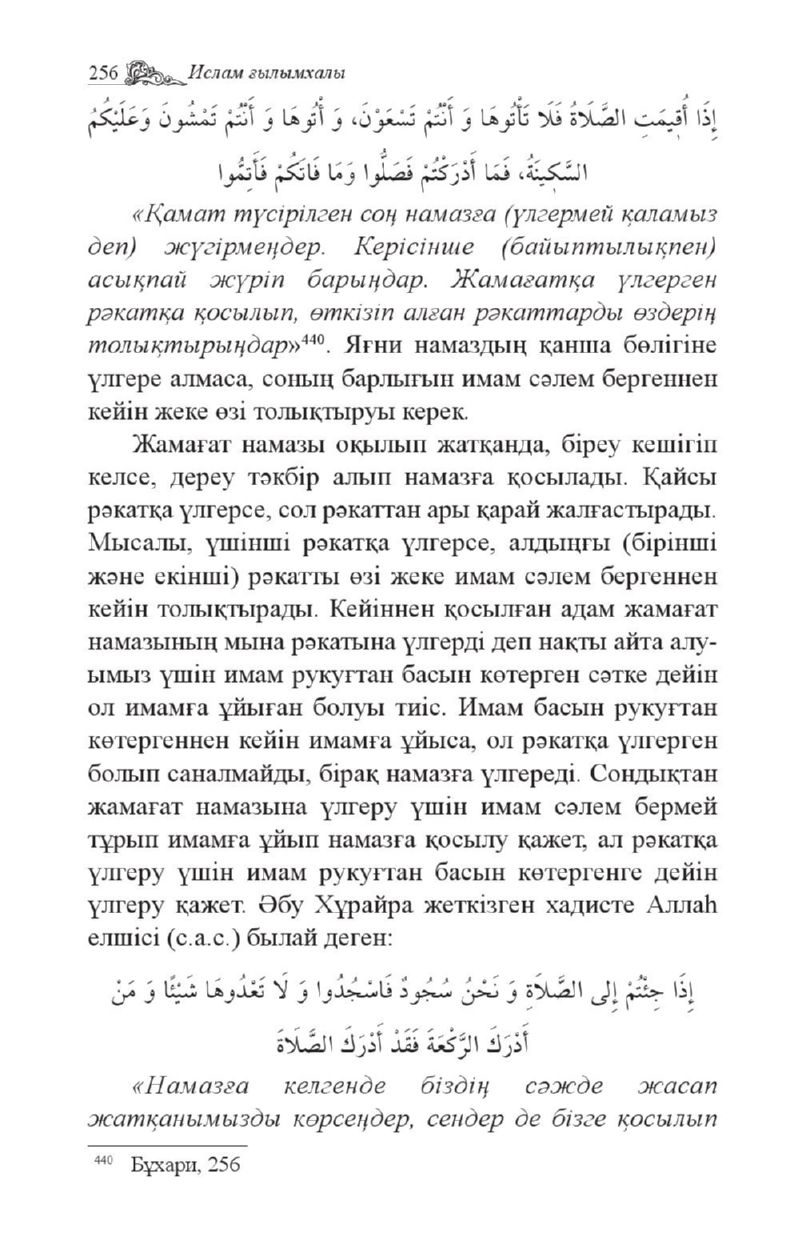 256 Ислам ғылымхалы
إِذَا أُقِيمَتِ الصَّلَاةُ فَلَا تَأْتُوهَا وَ أَنْتُمْ تَسْعَوْنَ، وَ أْتُوهَا وَ أَنْتُمْ تَمْشُونَ وَعَلَيْكُمْ
السَّكِينَةُ، فَمَا أَدْرَكْتُمْ فَصَلُّوا وَمَا فَاتَكُمْ فَأَتِمُّوا
«Қамат түсірілген соң намазға (үлгермей қаламыз
деп) жүгірмеңдер. Керісінше (байыптылықпен)
асықпай жүріп барыңдар. Жамағатқа үлгерген
рәкатқа қосылып, өткізіп алған рәкаттарды өздерің
толықтырыңдар»⁴⁴⁰. Яғни намаздың қанша бөлігіне
үлгере алмаса, соның барлығын имам сәлем бергеннен
кейін жеке өзі толықтыруы керек.
Жамағат намазы оқылып жатқанда, біреу кешігіп
келсе, дереу тәкбір алып намазға қосылады. Қайсы
рәкатқа үлгерсе, сол рәкаттан ары қарай жалғастырады.
Мысалы, үшінші рәкатқа үлгерсе, алдыңғы (бірінші
және екінші) рәкатты өзі жеке имам сәлем бергеннен
кейін толықтырады. Кейіннен қосылған адам жамағат
намазының мына рәкатына үлгерді деп нақты айта алу-
ымыз үшін имам рукуғтан басын көтерген сәтке дейін
ол имамға ұйыған болуы тиіс. Имам басын рукуғтан
көтергеннен кейін имамға ұйыса, ол рәкатқа үлгерген
болып саналмайды, бірақ намазға үлгереді. Сондықтан
жамағат намазына үлгеру үшін имам сәлем бермей
тұрып имамға ұйып намазға қосылу қажет, ал рәкатқа
үлгеру үшін имам рукуғтан басын көтергенге дейін
үлгеру қажет. Әбу Хұрайра жеткізген хадисте Аллаһ
елшісі (с.а.с.) былай деген:
إِذَا جِئْتُمْ إِلى الصَّلَاةِ وَ نَحْنُ سُجُودٌ فَاسْجُدُوا وَ لَا تَعْدُوهَا شَيْئًا وَ مَنْ
أَدْرَكَ الرَّكْعَةَ فَقَدْ أَدْرَكَ الصَّلَاةَ
«Намазға келгенде біздің сәжде жасап
жатқанымызды көрсеңдер, сендер де бізге қосылып
⁴⁴⁰ Бұхари, 256